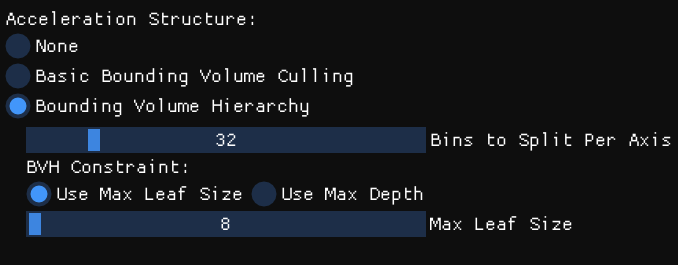 Acceleration Structure:
None
Basic Bounding Volume Culling
Bounding Volume Hierarchy
32 Bins to Split Per Axis
BVH Constraint:
Use Max Leaf Size Use Max Depth
8 Max Leaf Size